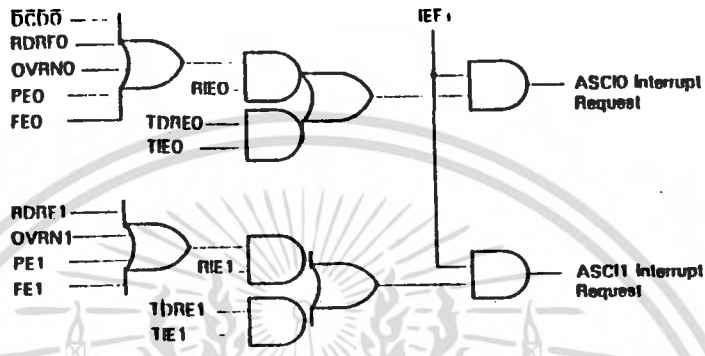 D̅C̅D̅0̅
IEF1
RDRF0
OVRN0
PE0
FE0
RIE0
TDRE0
TIE0
ASCI0 Interrupt
Request
RDRF1
OVRN1
PE1
FE1
RIE1
TDRE1
TIE1
ASCI1 Interrupt
Request